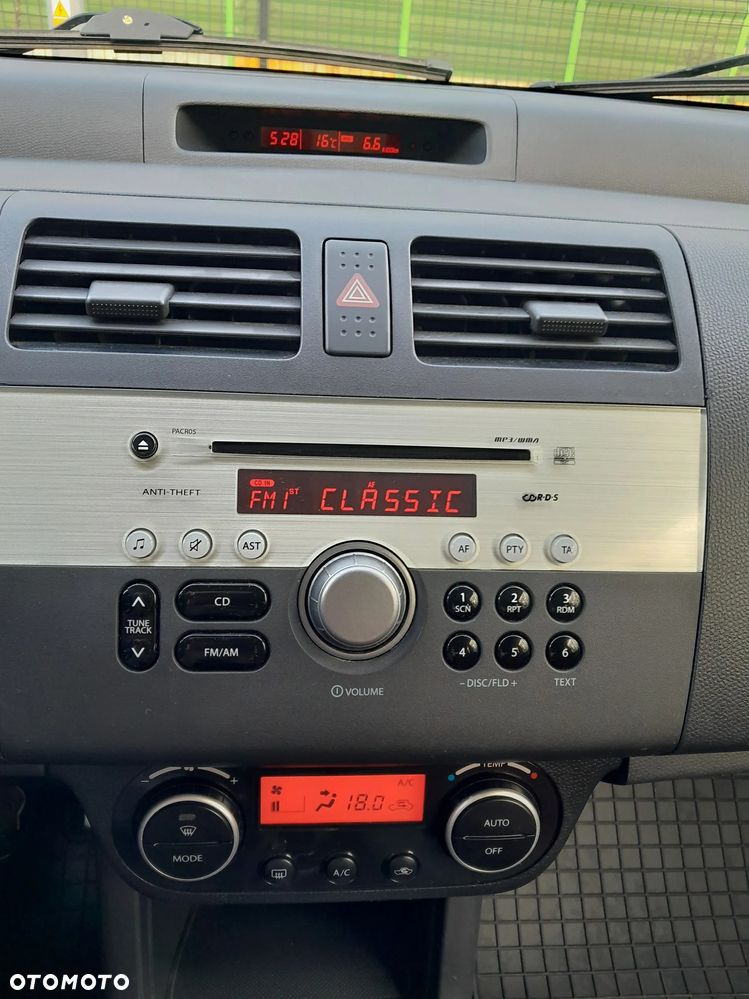 5:28 16°C 6.6 l/100km
PACR05
MP3/WMA
ANTI-THEFT
CD IN AF
FM1 ST CLASSIC
R·D·S
AST AF PTY TA
TUNE TRACK
CD
FM/AM
1 SCN 2 RPT 3 RDM
4 5 6
VOLUME
- DISC/FLD + TEXT
- + TEMP
A/C
18.0
MODE
AUTO
OFF
A/C
OTOMOTO